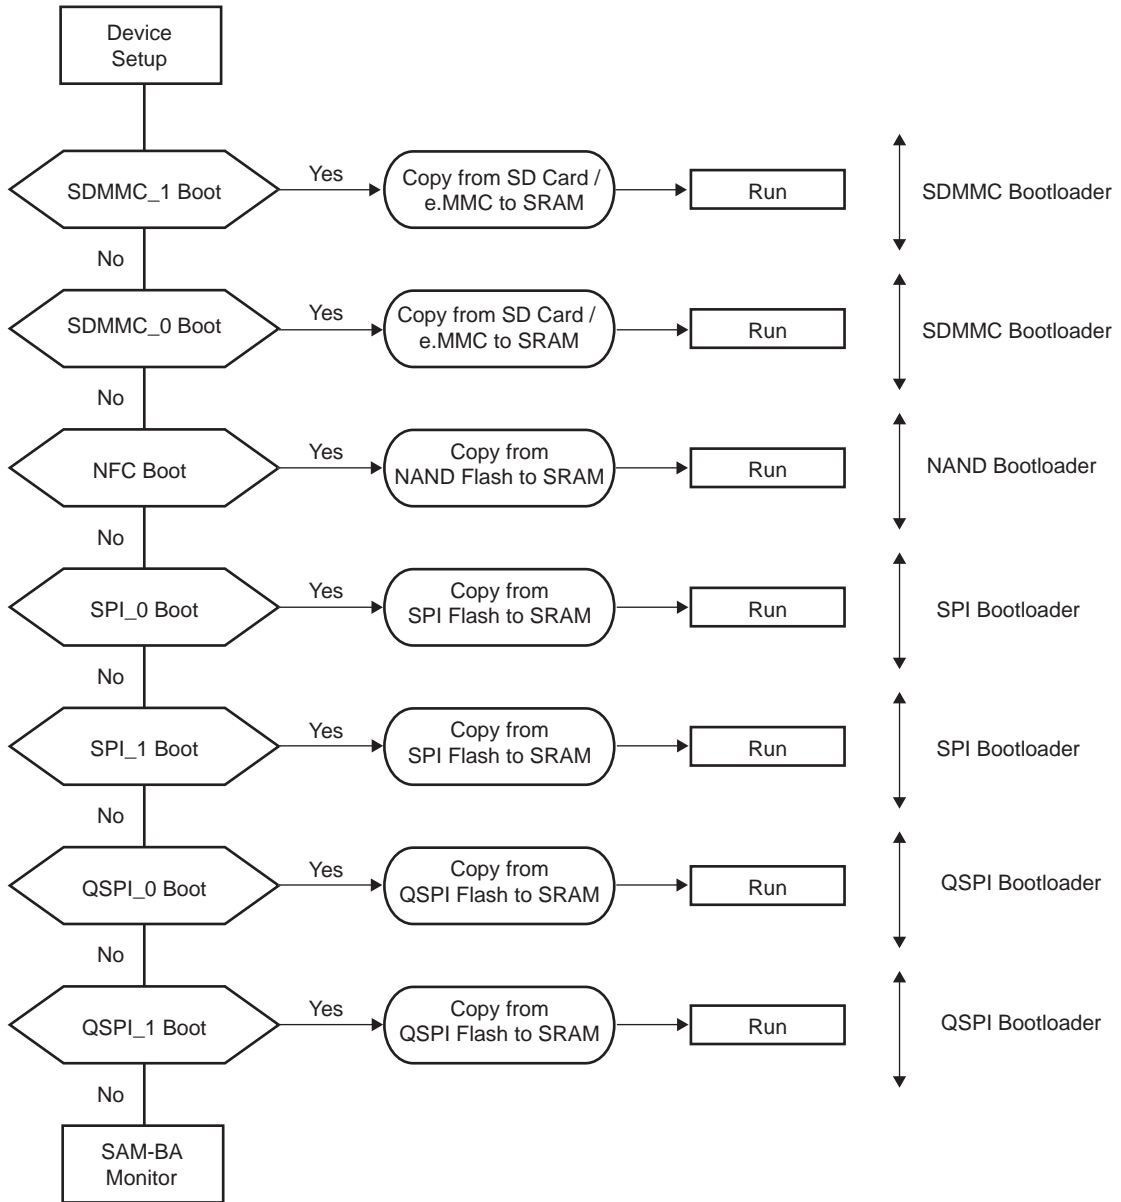 Device
Setup
SDMMC_1 Boot
Yes
Copy from SD Card /
e.MMC to SRAM
Run
SDMMC Bootloader
No
SDMMC_0 Boot
Yes
Copy from SD Card /
e.MMC to SRAM
Run
SDMMC Bootloader
No
NFC Boot
Yes
Copy from
NAND Flash to SRAM
Run
NAND Bootloader
No
SPI_0 Boot
Yes
Copy from
SPI Flash to SRAM
Run
SPI Bootloader
No
SPI_1 Boot
Yes
Copy from
SPI Flash to SRAM
Run
SPI Bootloader
No
QSPI_0 Boot
Yes
Copy from
QSPI Flash to SRAM
Run
QSPI Bootloader
No
QSPI_1 Boot
Yes
Copy from
QSPI Flash to SRAM
Run
QSPI Bootloader
No
SAM-BA
Monitor